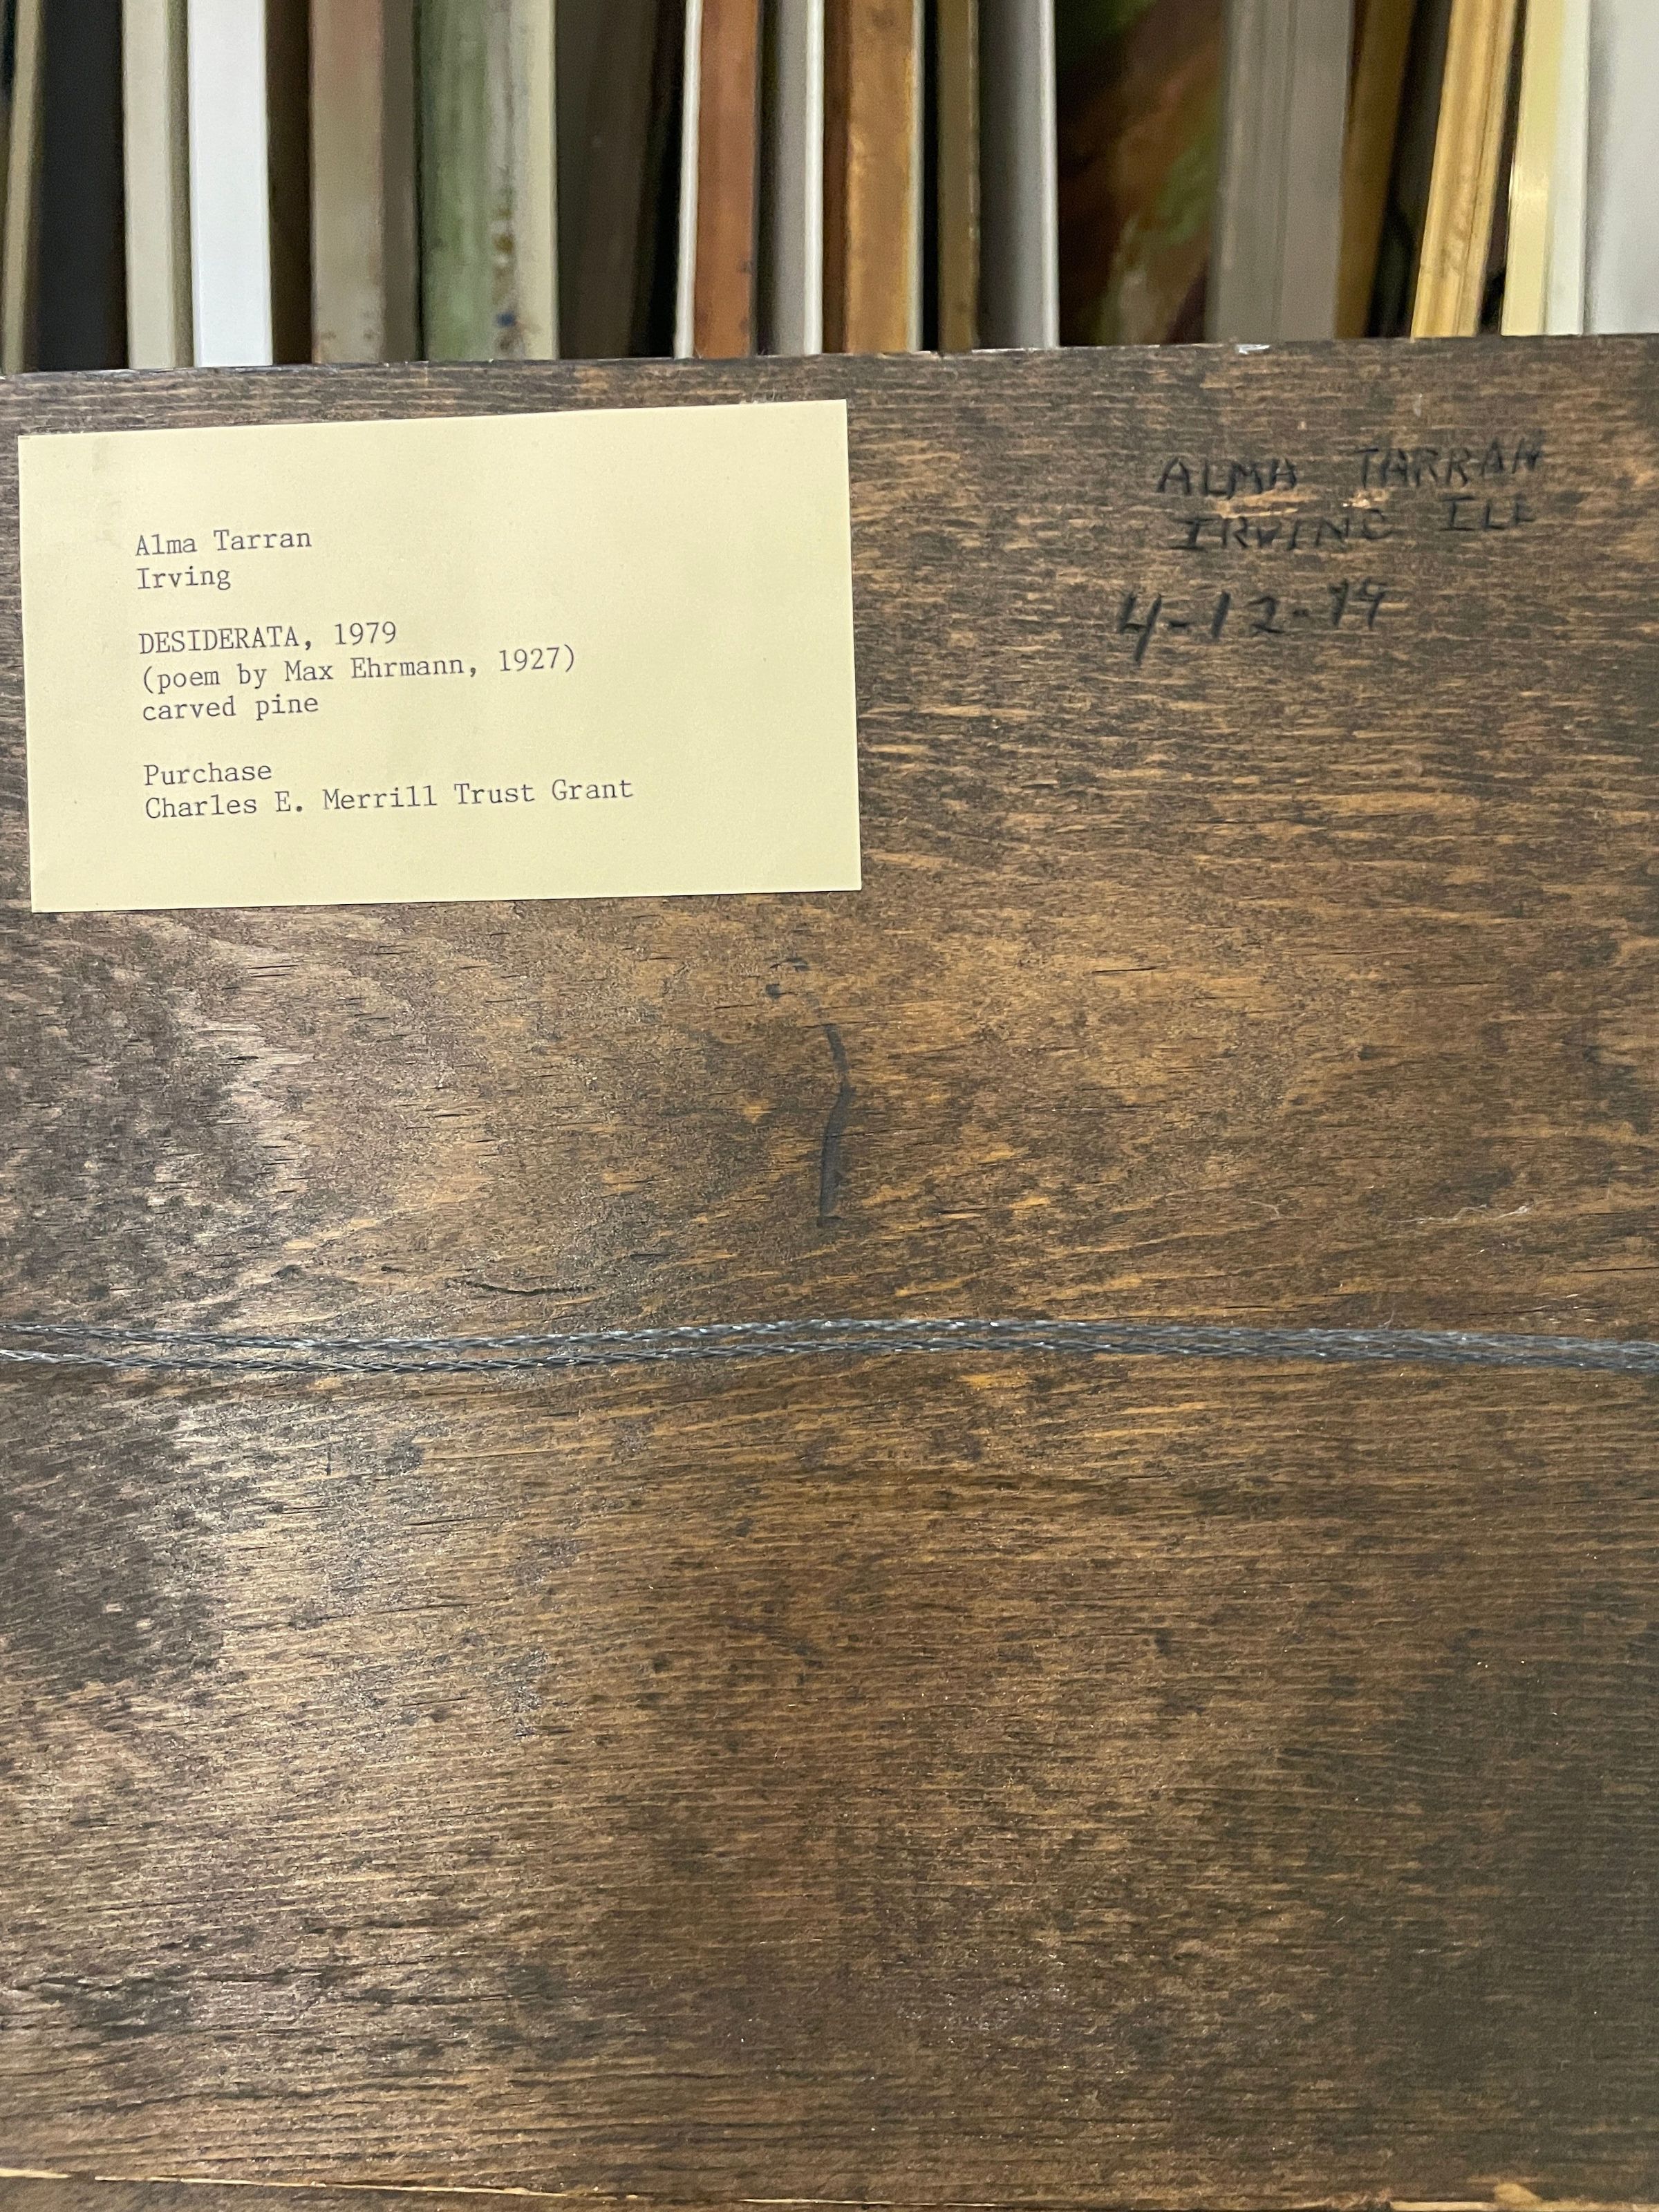 Alma Tarran
Irving
DESIDERATA, 1979
(poem by Max Ehrmann, 1927)
carved pine
Purchase
Charles E. Merrill Trust Grant
ALMA TARRAN
IRVING ILL
4-12-79